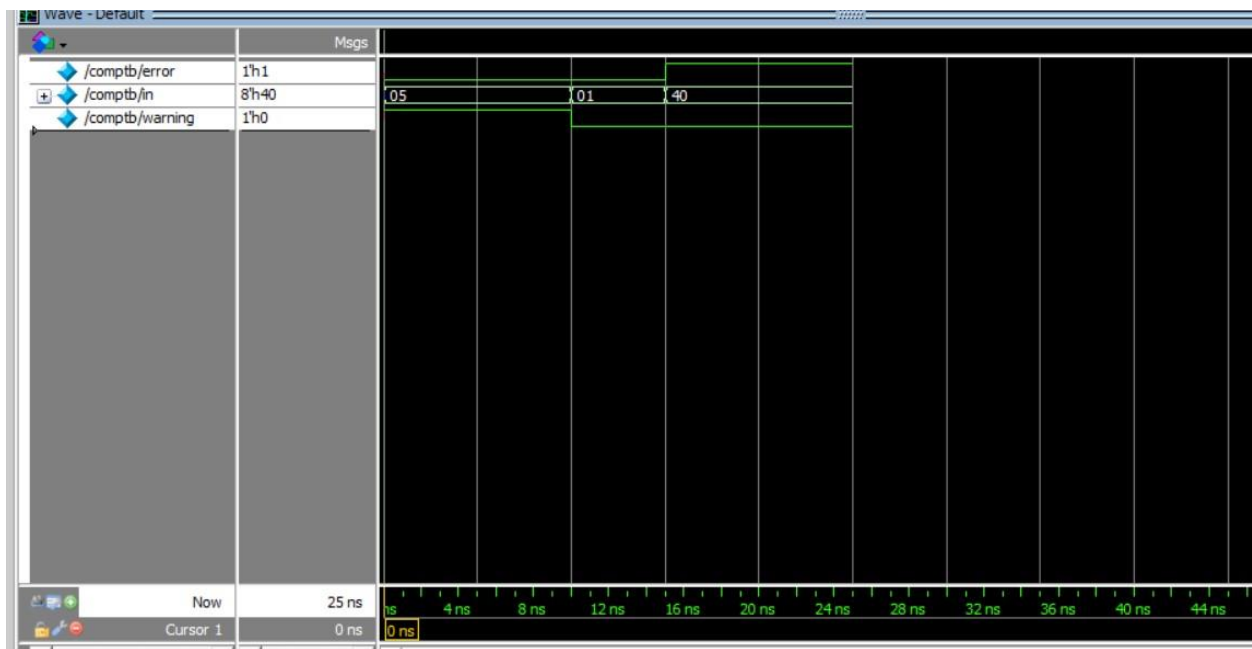 Wave - Default
Msgs
/comptb/error 1'h1
/comptb/in 8'h40 05 01 40
/comptb/warning 1'h0
Now 25 ns ns 4 ns 8 ns 12 ns 16 ns 20 ns 24 ns 28 ns 32 ns 36 ns 40 ns 44 ns
Cursor 1 0 ns 0 ns